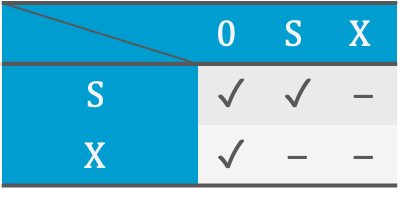 0 S X
S ✓ ✓ –
X ✓ – –